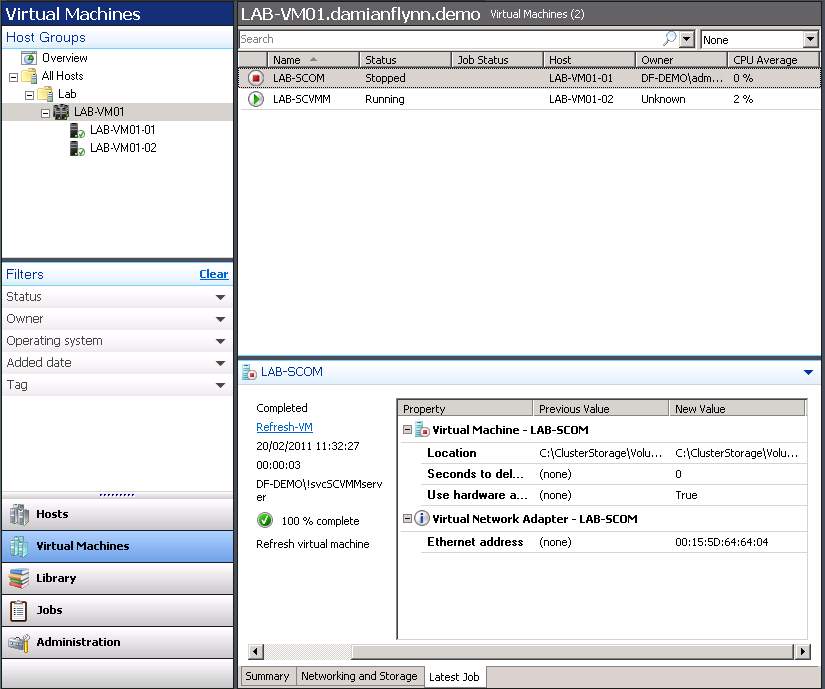 Virtual Machines
Host Groups
Overview
All Hosts
Lab
LAB-VM01
LAB-VM01-01
LAB-VM01-02
Filters Clear
Status
Owner
Operating system
Added date
Tag
Hosts
Virtual Machines
Library
Jobs
Administration
LAB-VM01.damianflynn.demo Virtual Machines (2)
Search None
Name Status Job Status Host Owner CPU Average
LAB-SCOM Stopped LAB-VM01-01 DF-DEMO\adm... 0 %
LAB-SCVMM Running LAB-VM01-02 Unknown 2 %
LAB-SCOM
Completed
Refresh-VM
20/02/2011 11:32:27
00:00:03
DF-DEMO\!svcSCVMMserv
er
100 % complete
Refresh virtual machine
Property Previous Value New Value
Virtual Machine - LAB-SCOM
Location C:\ClusterStorage\Volu... C:\ClusterStorage\Volu...
Seconds to del... (none) 0
Use hardware a... (none) True
Virtual Network Adapter - LAB-SCOM
Ethernet address (none) 00:15:5D:64:64:04
Summary Networking and Storage Latest Job